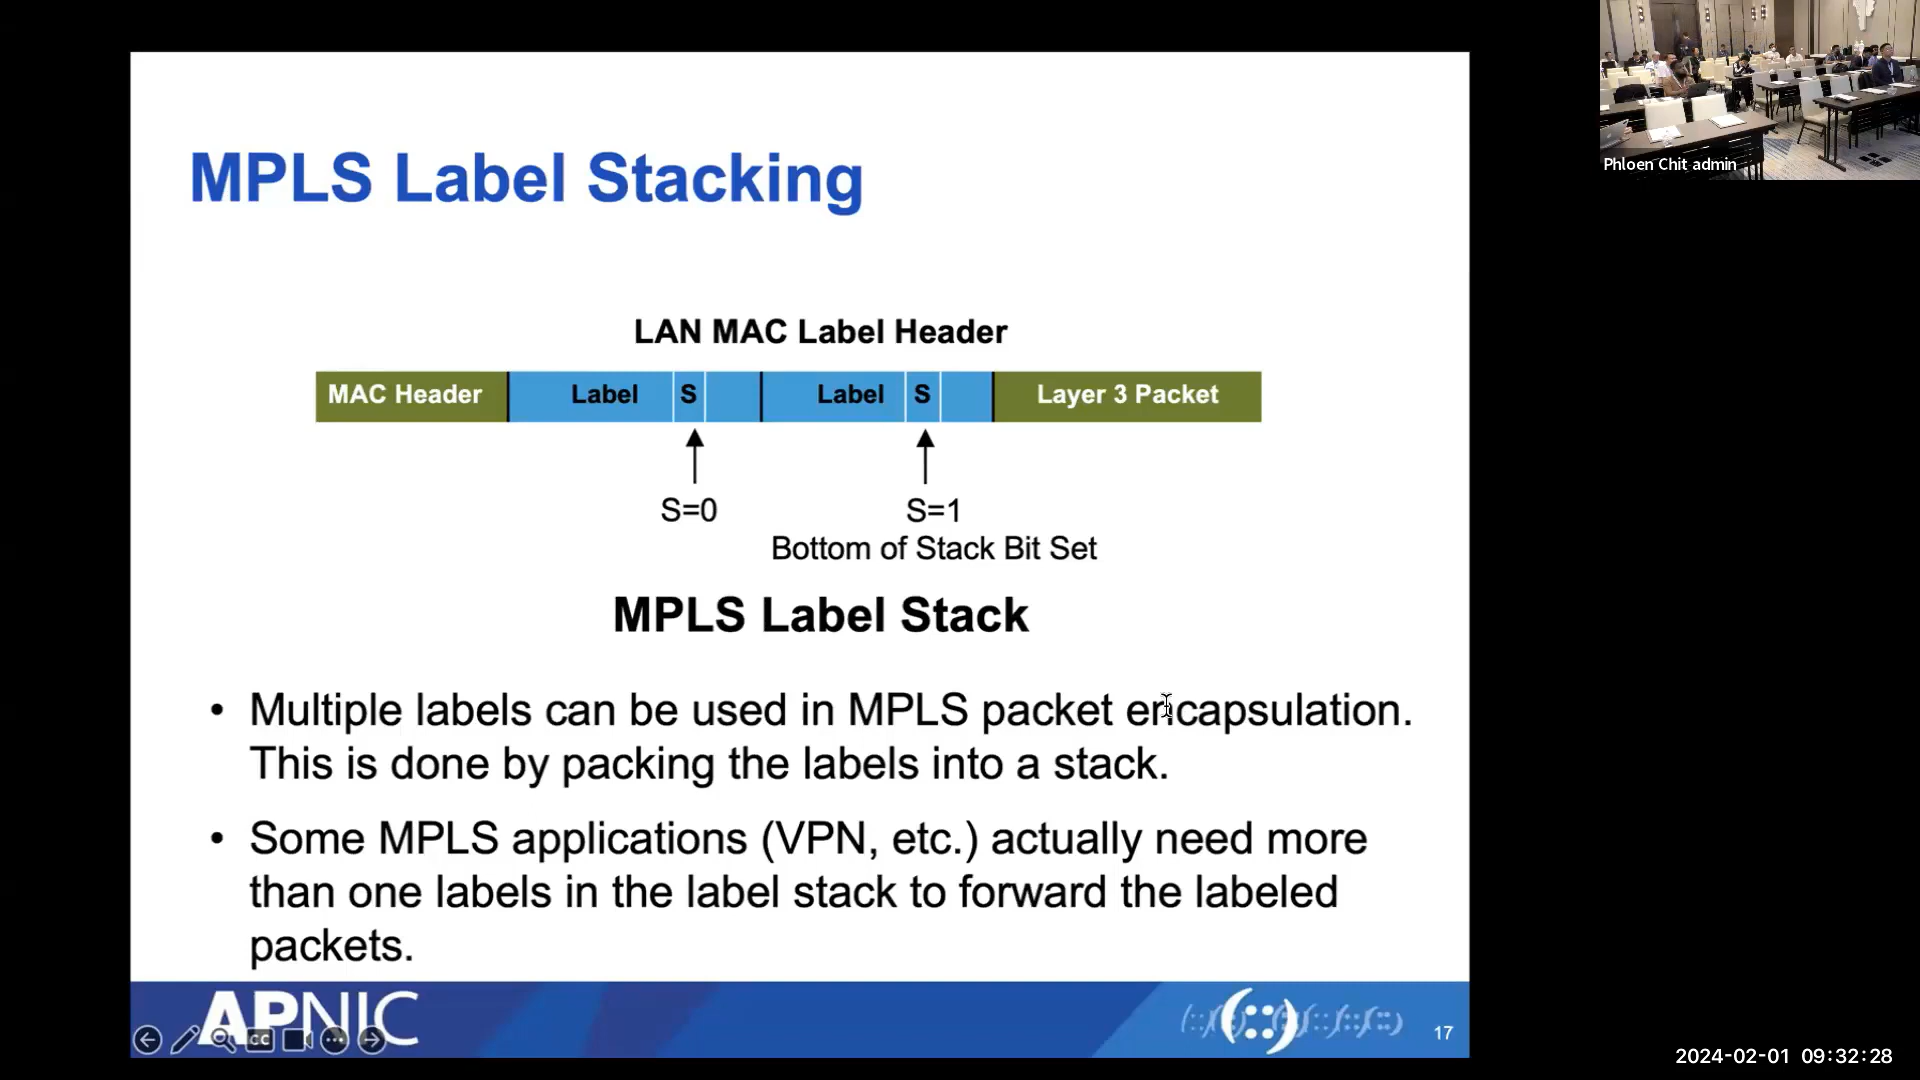 MPLS Label Stacking
LAN MAC Label Header
MAC Header Label S Label S Layer 3 Packet
S=0 S=1
Bottom of Stack Bit Set
MPLS Label Stack
• Multiple labels can be used in MPLS packet encapsulation.
This is done by packing the labels into a stack.
• Some MPLS applications (VPN, etc.) actually need more
than one labels in the label stack to forward the labeled
packets.
APNIC
CC
(::)
17
Phloen Chit admin
2024-02-01 09:32:28